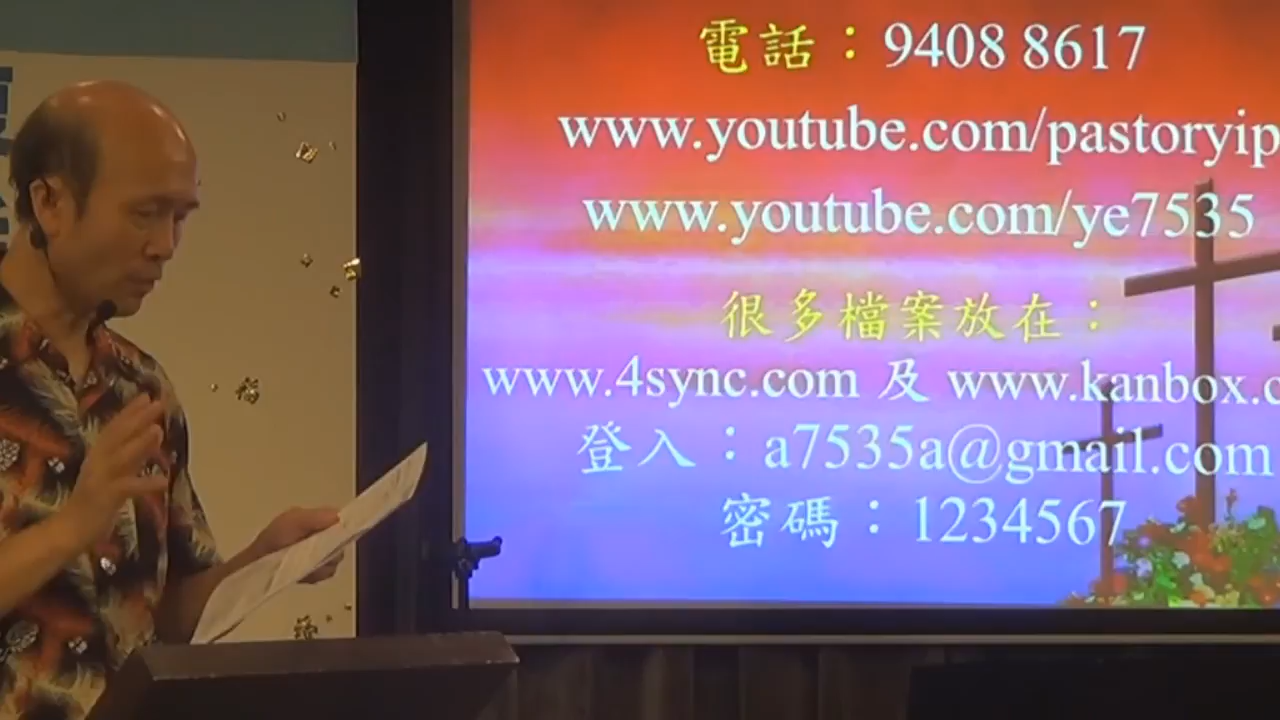 電話：9408 8617
www.youtube.com/pastoryip
www.youtube.com/ye7535
很多檔案放在：
www.4sync.com 及 www.kanbox.c
登入：a7535a@gmail.com
密碼：1234567